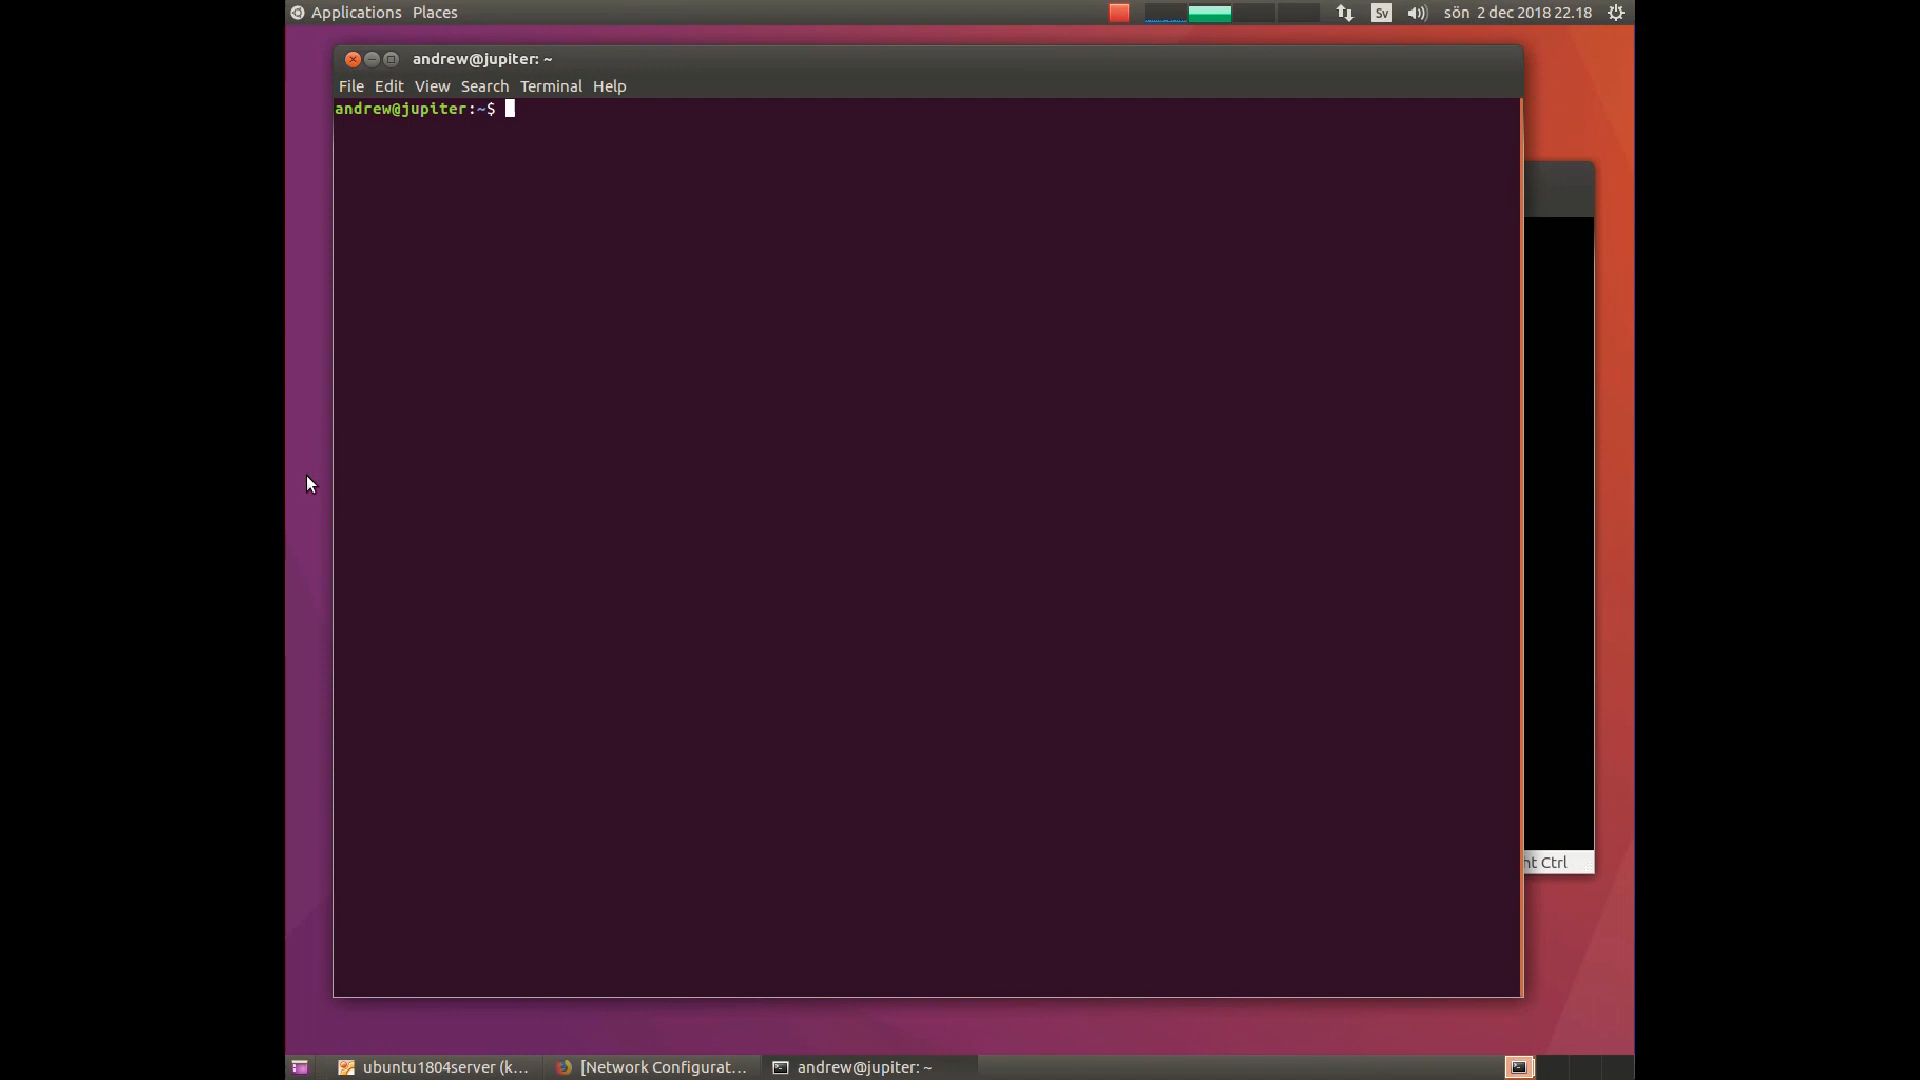 Applications Places
Sv
sön 2 dec 2018 22.18
andrew@jupiter: ~
File Edit View Search Terminal Help
andrew@jupiter:~$
nt Ctrl
ubuntu1804server (k...
[Network Configurat...
andrew@jupiter: ~